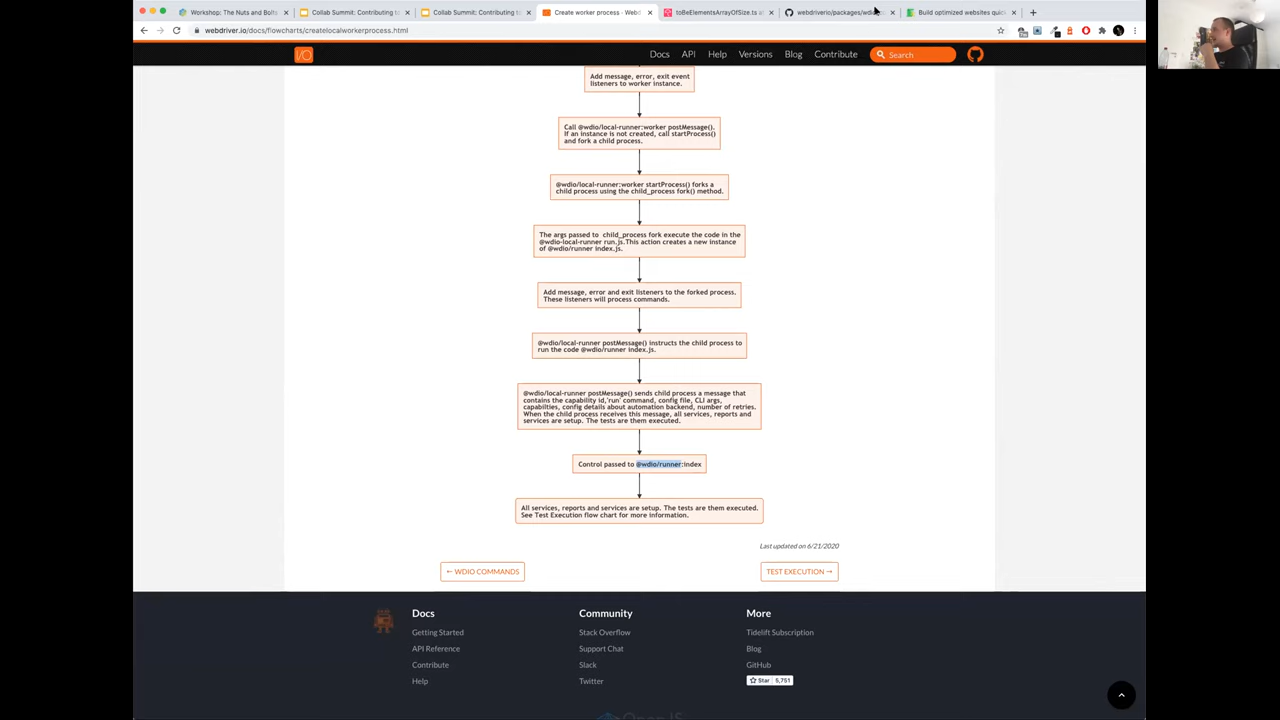 Workshop: The Nuts and Bolts
Collab Summit: Contributing to
Collab Summit: Contributing to
Create worker process - Webd
toBeElementsArrayOfSize.ts at
webdriverio/packages/wdio
Build optimized websites quick
webdriver.io/docs/flowcharts/createlocalworkerprocess.html
I/O
Docs
API
Help
Versions
Blog
Contribute
Search
Add message, error, exit event
listeners to worker instance.
Call @wdio/local-runner:worker postMessage().
If an instance is not created, call startProcess()
and fork a child process.
@wdio/local-runner:worker startProcess() forks a
child process using the child_process fork() method.
The args passed to child_process fork execute the code in the
@wdio-local-runner run.js.This action creates a new instance
of @wdio/runner index.js.
Add message, error and exit listeners to the forked process.
These listeners will process commands.
@wdio/local-runner postMessage() instructs the child process to
run the code @wdio/runner index.js.
@wdio/local-runner postMessage() sends child process a message that
contains the capability id,'run' command, config file, CLI args,
capabilties, config details about automation backend, number of retries.
When the child process receives this message, all services, reports and
services are setup. The tests are them executed.
Control passed to @wdio/runner:index
All services, reports and services are setup. The tests are them executed.
See Test Execution flow chart for more information.
Last updated on 6/21/2020
← WDIO COMMANDS
TEST EXECUTION →
Docs
Getting Started
API Reference
Contribute
Help
Community
Stack Overflow
Support Chat
Slack
Twitter
More
Tidelift Subscription
Blog
GitHub
Star 5,751